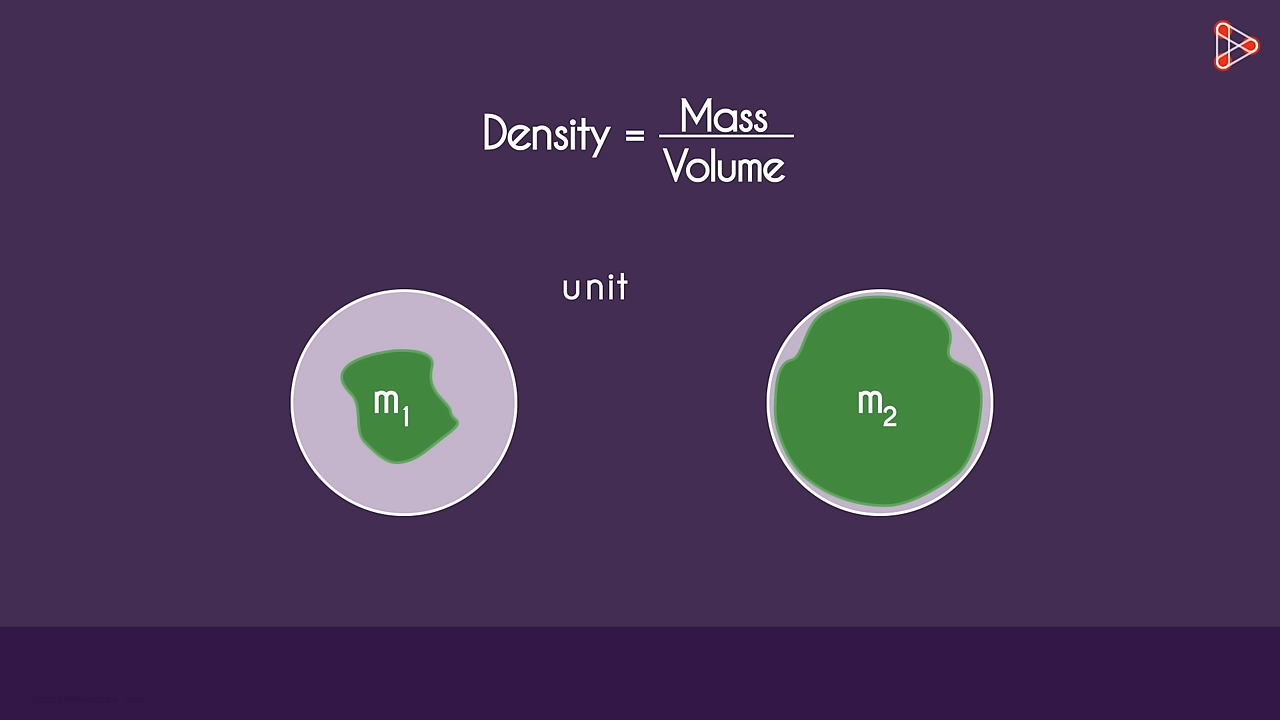 Density = Mass
Volume
unit
m1 m2